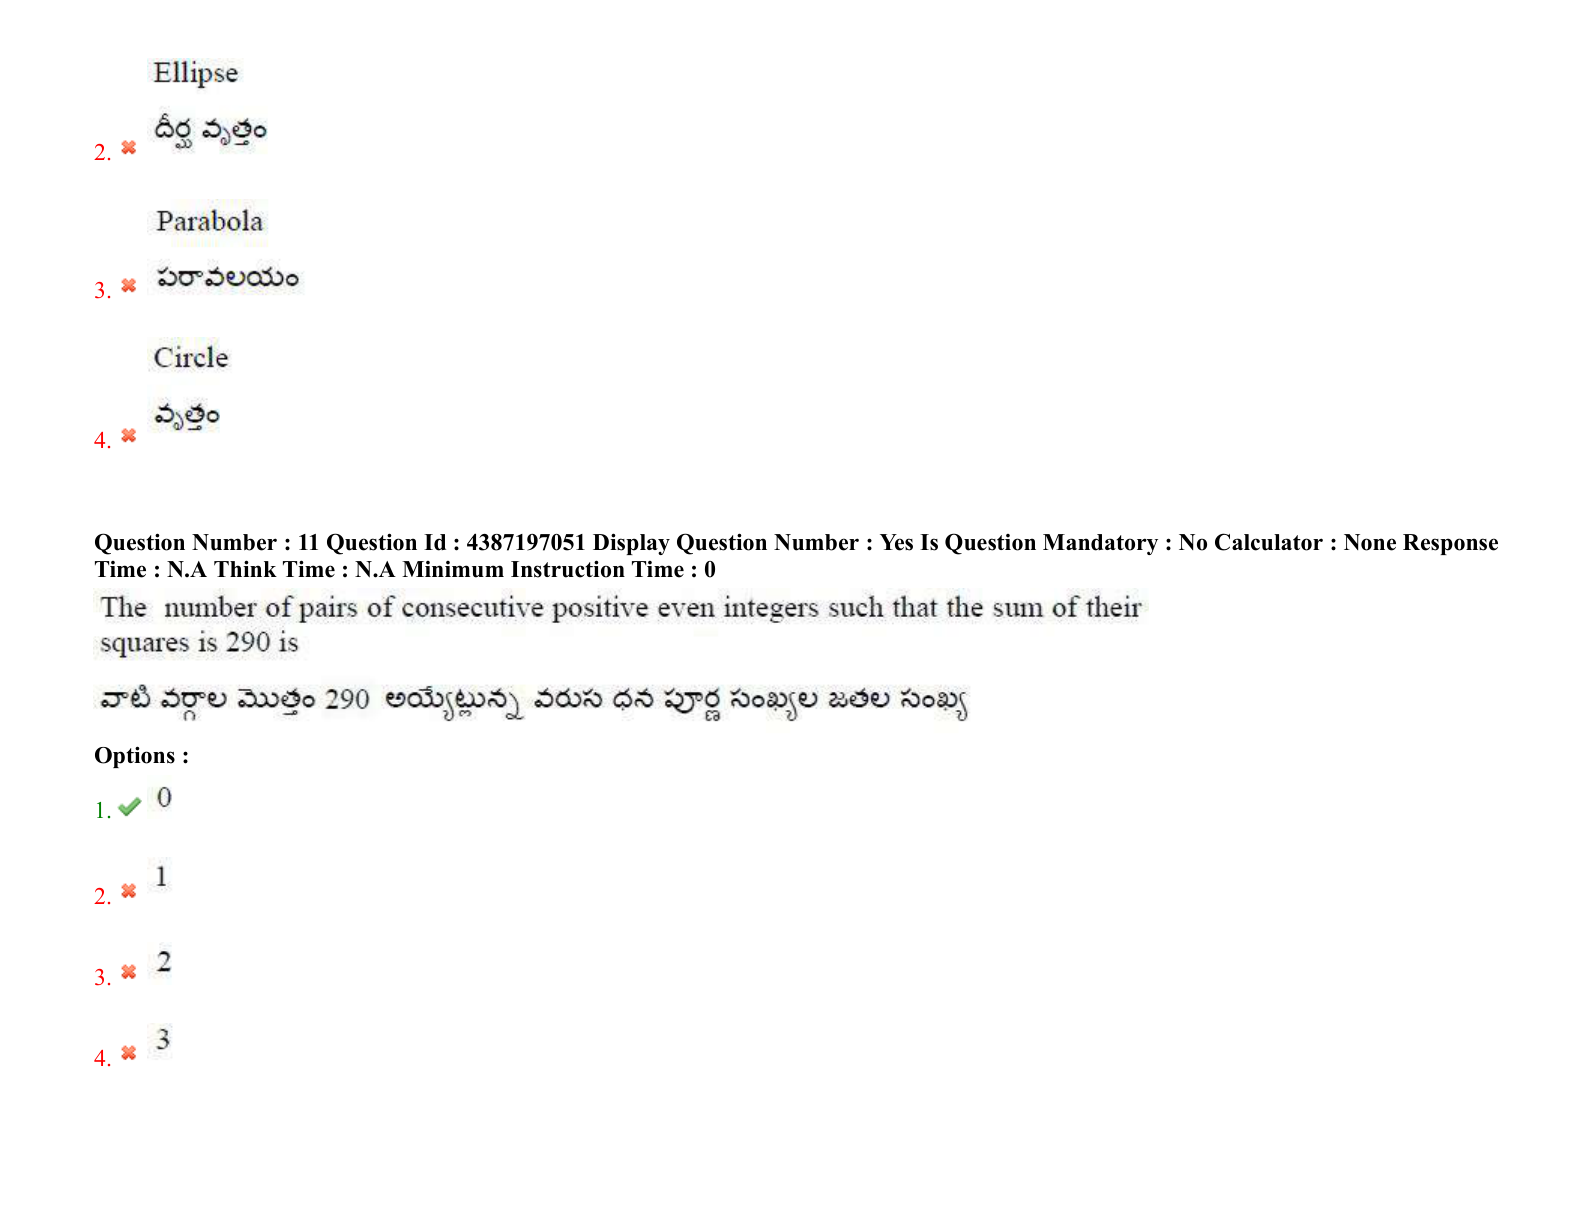 Ellipse
దీర్ఘ వృత్తం
2.
Parabola
పరావలయం
3.
Circle
వృత్తం
4.
Question Number : 11 Question Id : 4387197051 Display Question Number : Yes Is Question Mandatory : No Calculator : None Response
Time : N.A Think Time : N.A Minimum Instruction Time : 0
The number of pairs of consecutive positive even integers such that the sum of their
squares is 290 is
వాటి వర్గాల మొత్తం 290 అయ్యేట్లున్న వరుస ధన పూర్ణ సంఖ్యల జతల సంఖ్య
Options :
1. 0
2. 1
3. 2
4. 3